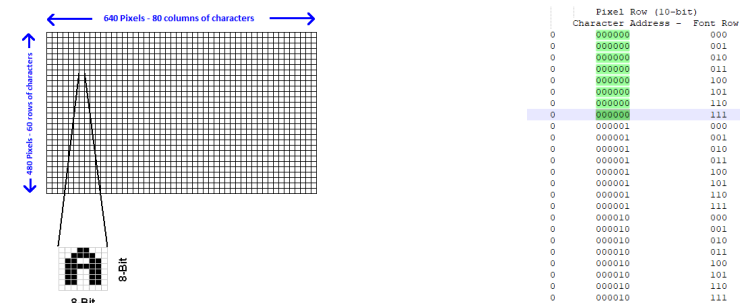 640 Pixels - 80 columns of characters
480 Pixels - 60 rows of characters
8-Bit
8-Bit
Pixel Row (10-bit)
Character Address - Font Row
0 000000 000
0 000000 001
0 000000 010
0 000000 011
0 000000 100
0 000000 101
0 000000 110
0 000000 111
0 000001 000
0 000001 001
0 000001 010
0 000001 011
0 000001 100
0 000001 101
0 000001 110
0 000001 111
0 000010 000
0 000010 001
0 000010 010
0 000010 011
0 000010 100
0 000010 101
0 000010 110
0 000010 111